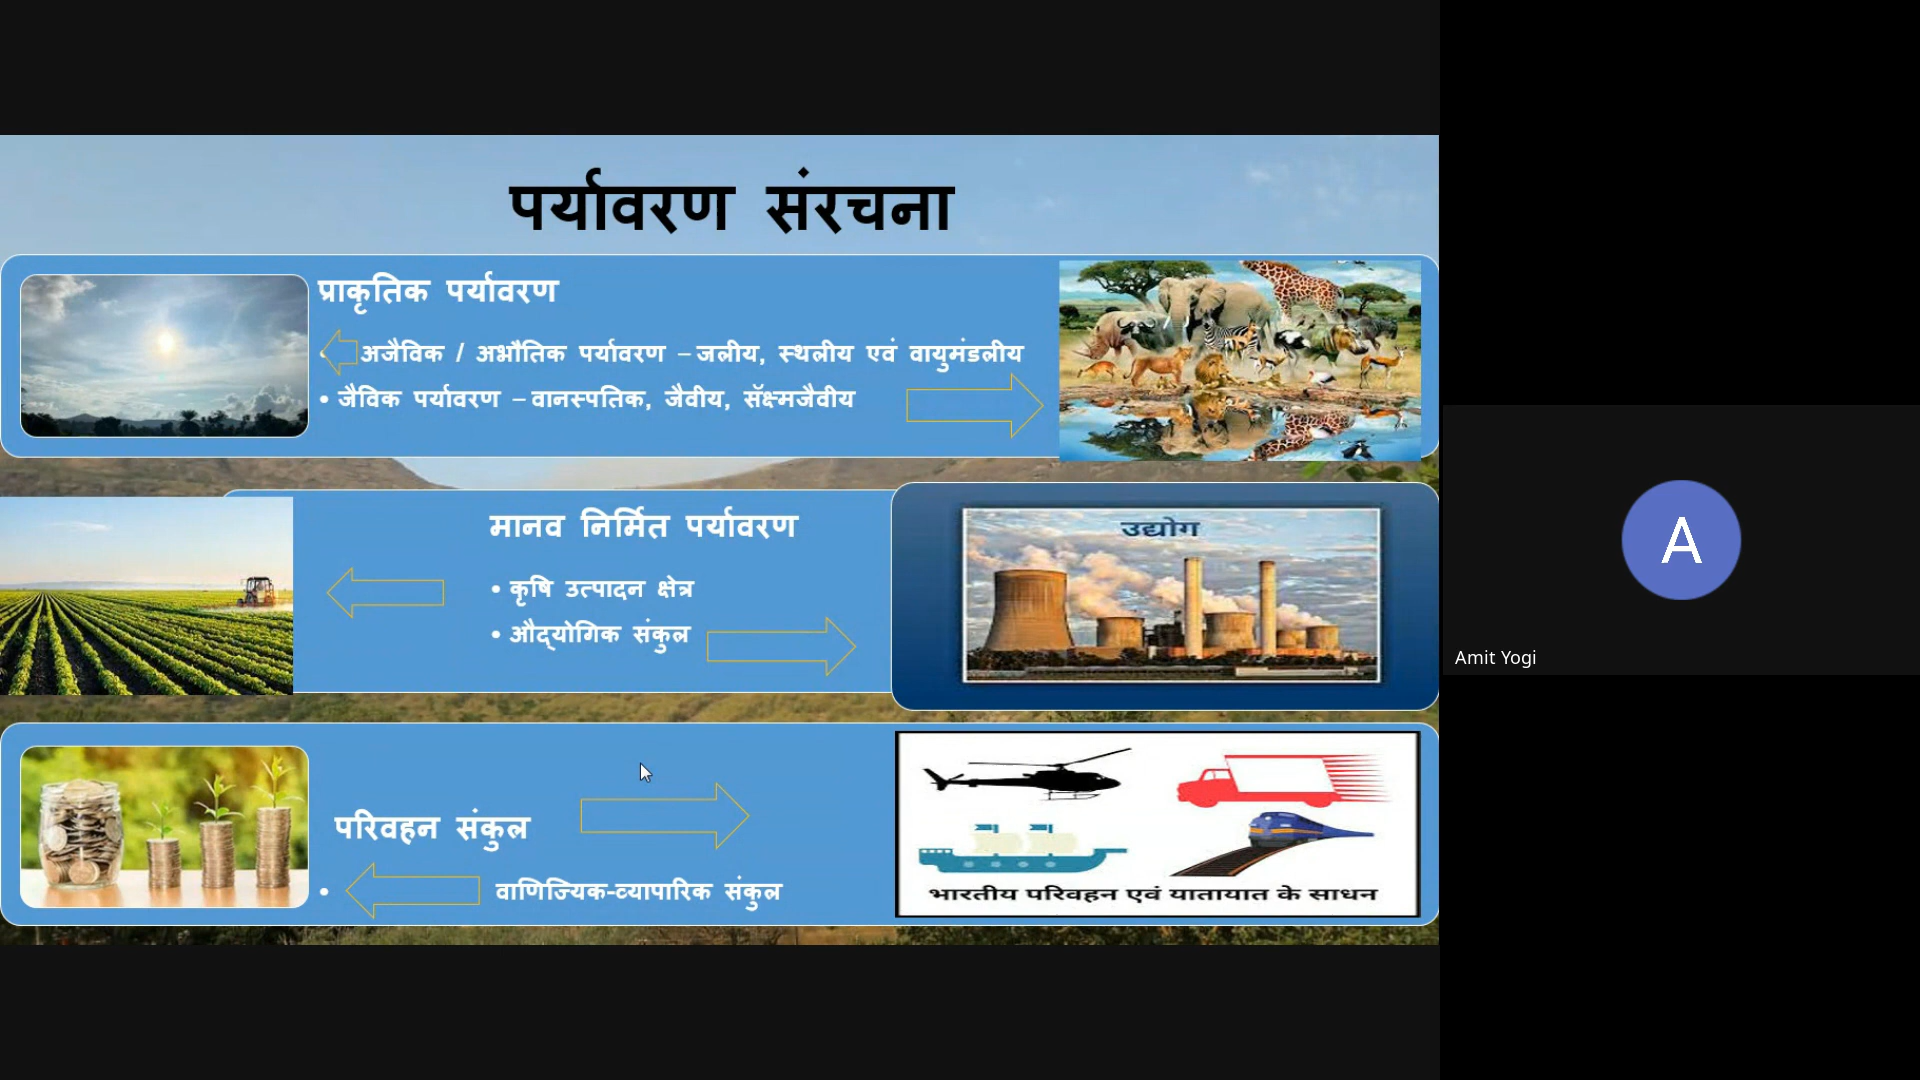 पर्यावरण संरचना
प्राकृतिक पर्यावरण
• अजैविक / अभौतिक पर्यावरण – जलीय, स्थलीय एवं वायुमंडलीय
• जैविक पर्यावरण – वानस्पतिक, जैवीय, सॅक्ष्मजैवीय
मानव निर्मित पर्यावरण
• कृषि उत्पादन क्षेत्र
• औद्योगिक संकुल
उद्योग
परिवहन संकुल
• वाणिज्यिक-व्यापारिक संकुल
भारतीय परिवहन एवं यातायात के साधन
A
Amit Yogi